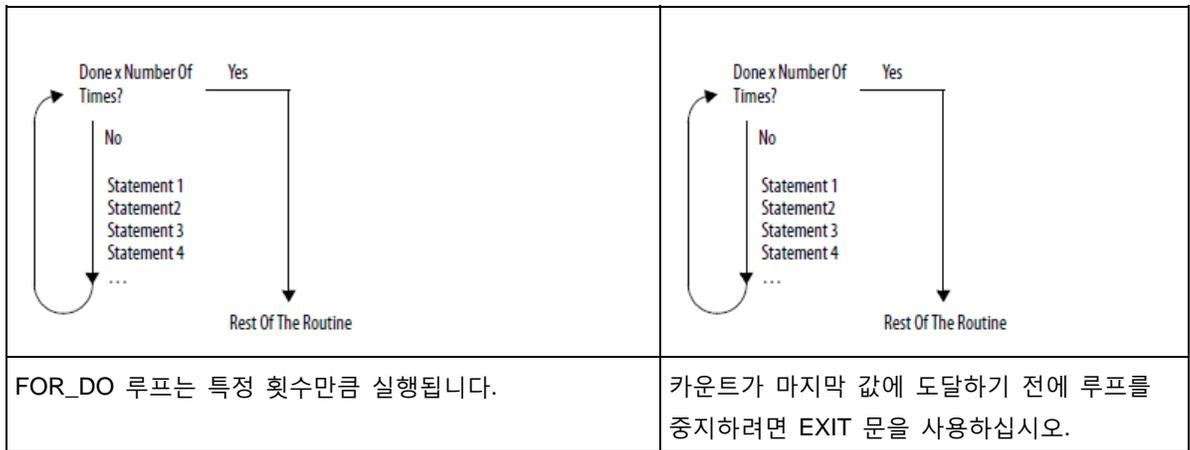 Done x Number Of Yes
Times?
No
Statement 1
Statement2
Statement 3
Statement 4
...
Rest Of The Routine
FOR_DO 루프는 특정 횟수만큼 실행됩니다.
Done x Number Of Yes
Times?
No
Statement 1
Statement2
Statement 3
Statement 4
...
Rest Of The Routine
카운트가 마지막 값에 도달하기 전에 루프를
중지하려면 EXIT 문을 사용하십시오.